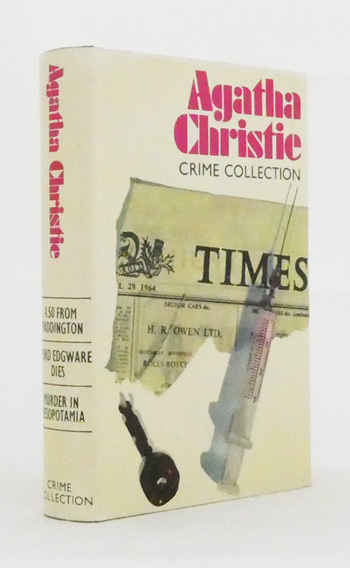 Agatha
Christie
CRIME COLLECTION
TIMES
L 29 1964
MOTOR CARS &c.
H. R. OWEN LTD.
ROLLS-ROYCE
Agatha Christie
4.50 FROM
PADDINGTON
LORD EDGWARE
DIES
MURDER IN
MESOPOTAMIA
CRIME
COLLECTION